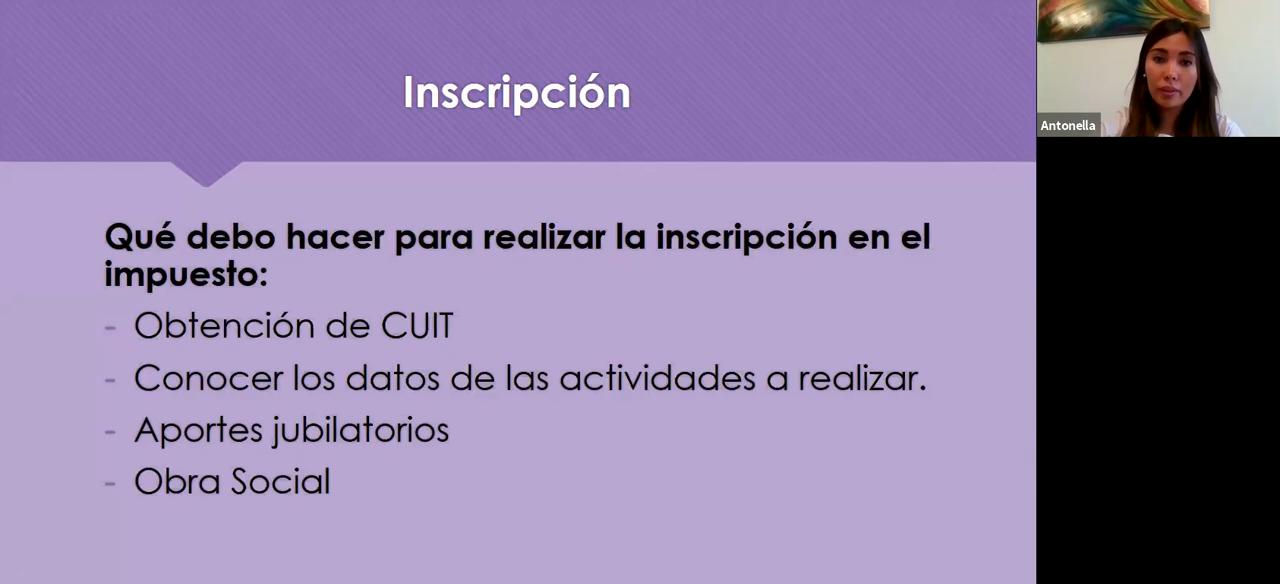 Inscripción
Antonella
Qué debo hacer para realizar la inscripción en el
impuesto:
- Obtención de CUIT
- Conocer los datos de las actividades a realizar.
- Aportes jubilatorios
- Obra Social